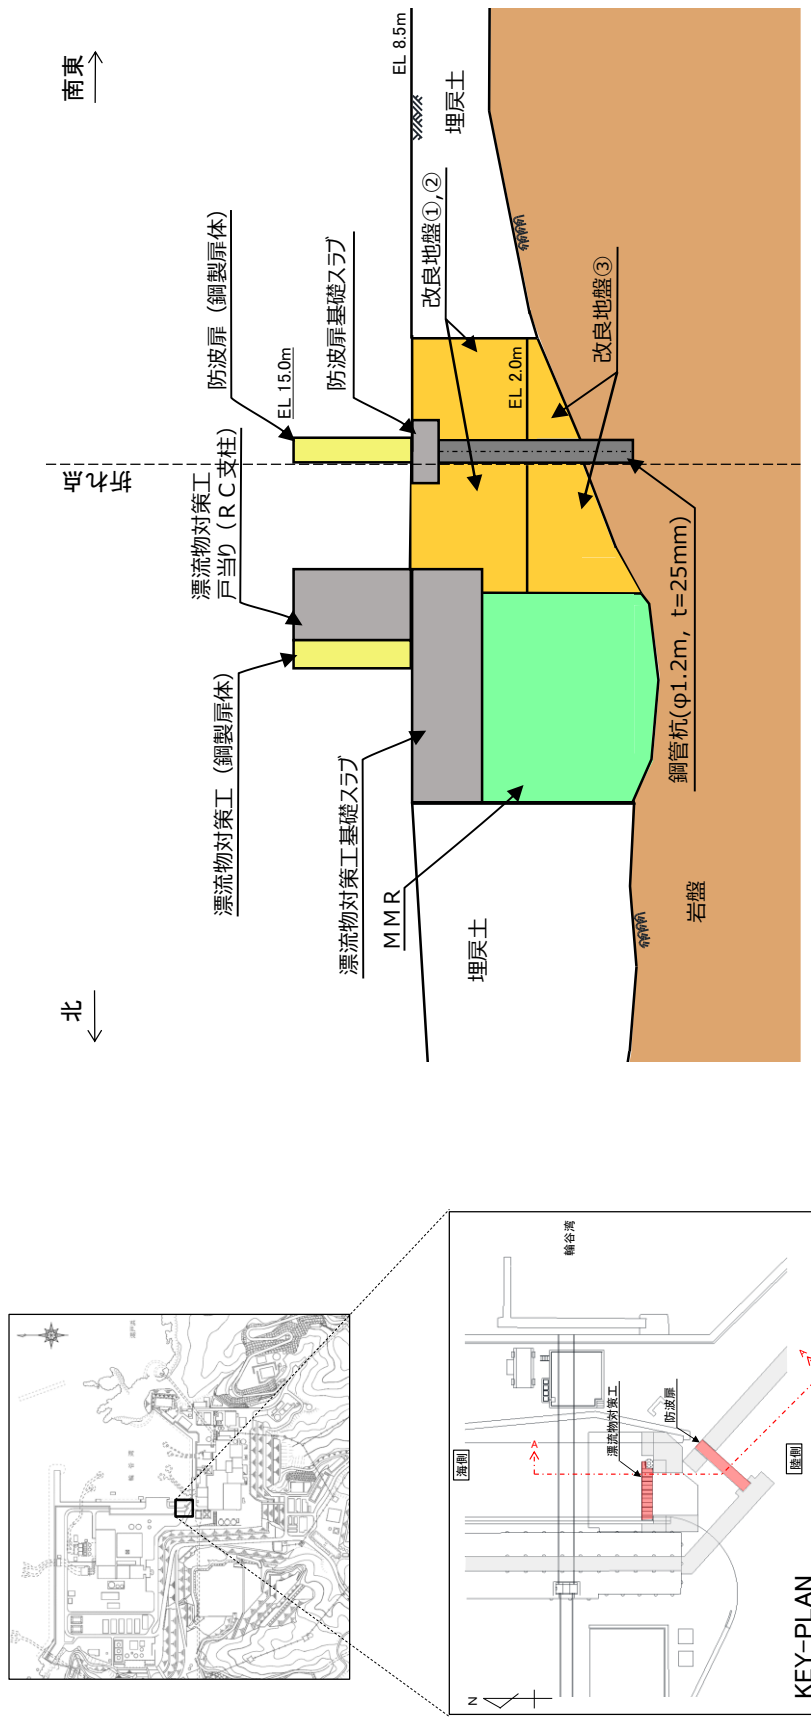 北
南東
折れ点
漂流物対策工（鋼製扉体）
漂流物対策工
戸当り（ＲＣ支柱）
防波扉（鋼製扉体）
EL 15.0m
漂流物対策工基礎スラブ
防波扉基礎スラブ
EL 8.5m
ＭＭＲ
改良地盤①,②
埋戻土
埋戻土
EL 2.0m
改良地盤③
鋼管杭(φ1.2m, t=25mm)
岩盤
輪谷湾
海側
漂流物対策工
防波扉
陸側
A
A
N
KEY-PLAN